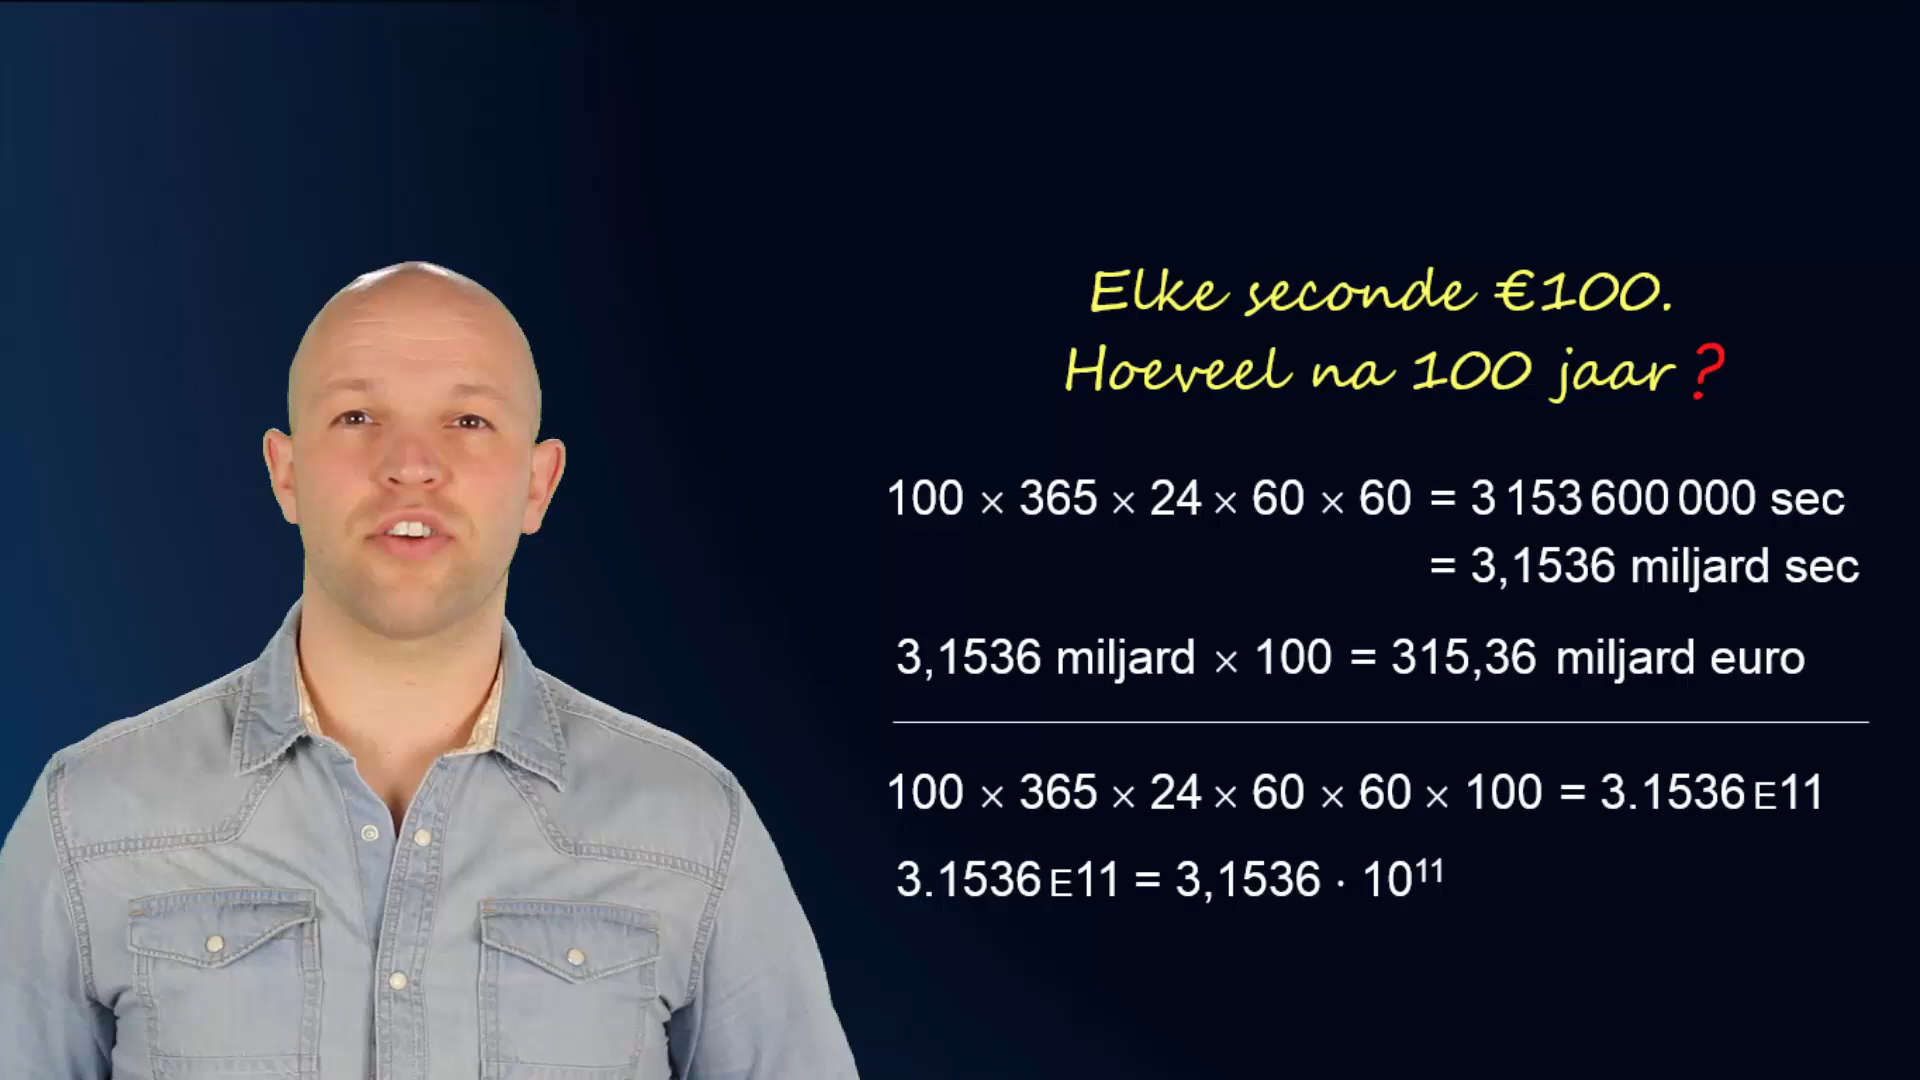 Elke seconde €100.
Hoeveel na 100 jaar ?
100 × 365 × 24 × 60 × 60 = 3 153 600 000 sec
= 3,1536 miljard sec
3,1536 miljard × 100 = 315,36 miljard euro
100 × 365 × 24 × 60 × 60 × 100 = 3.1536E11
3.1536E11 = 3,1536 · 10¹¹